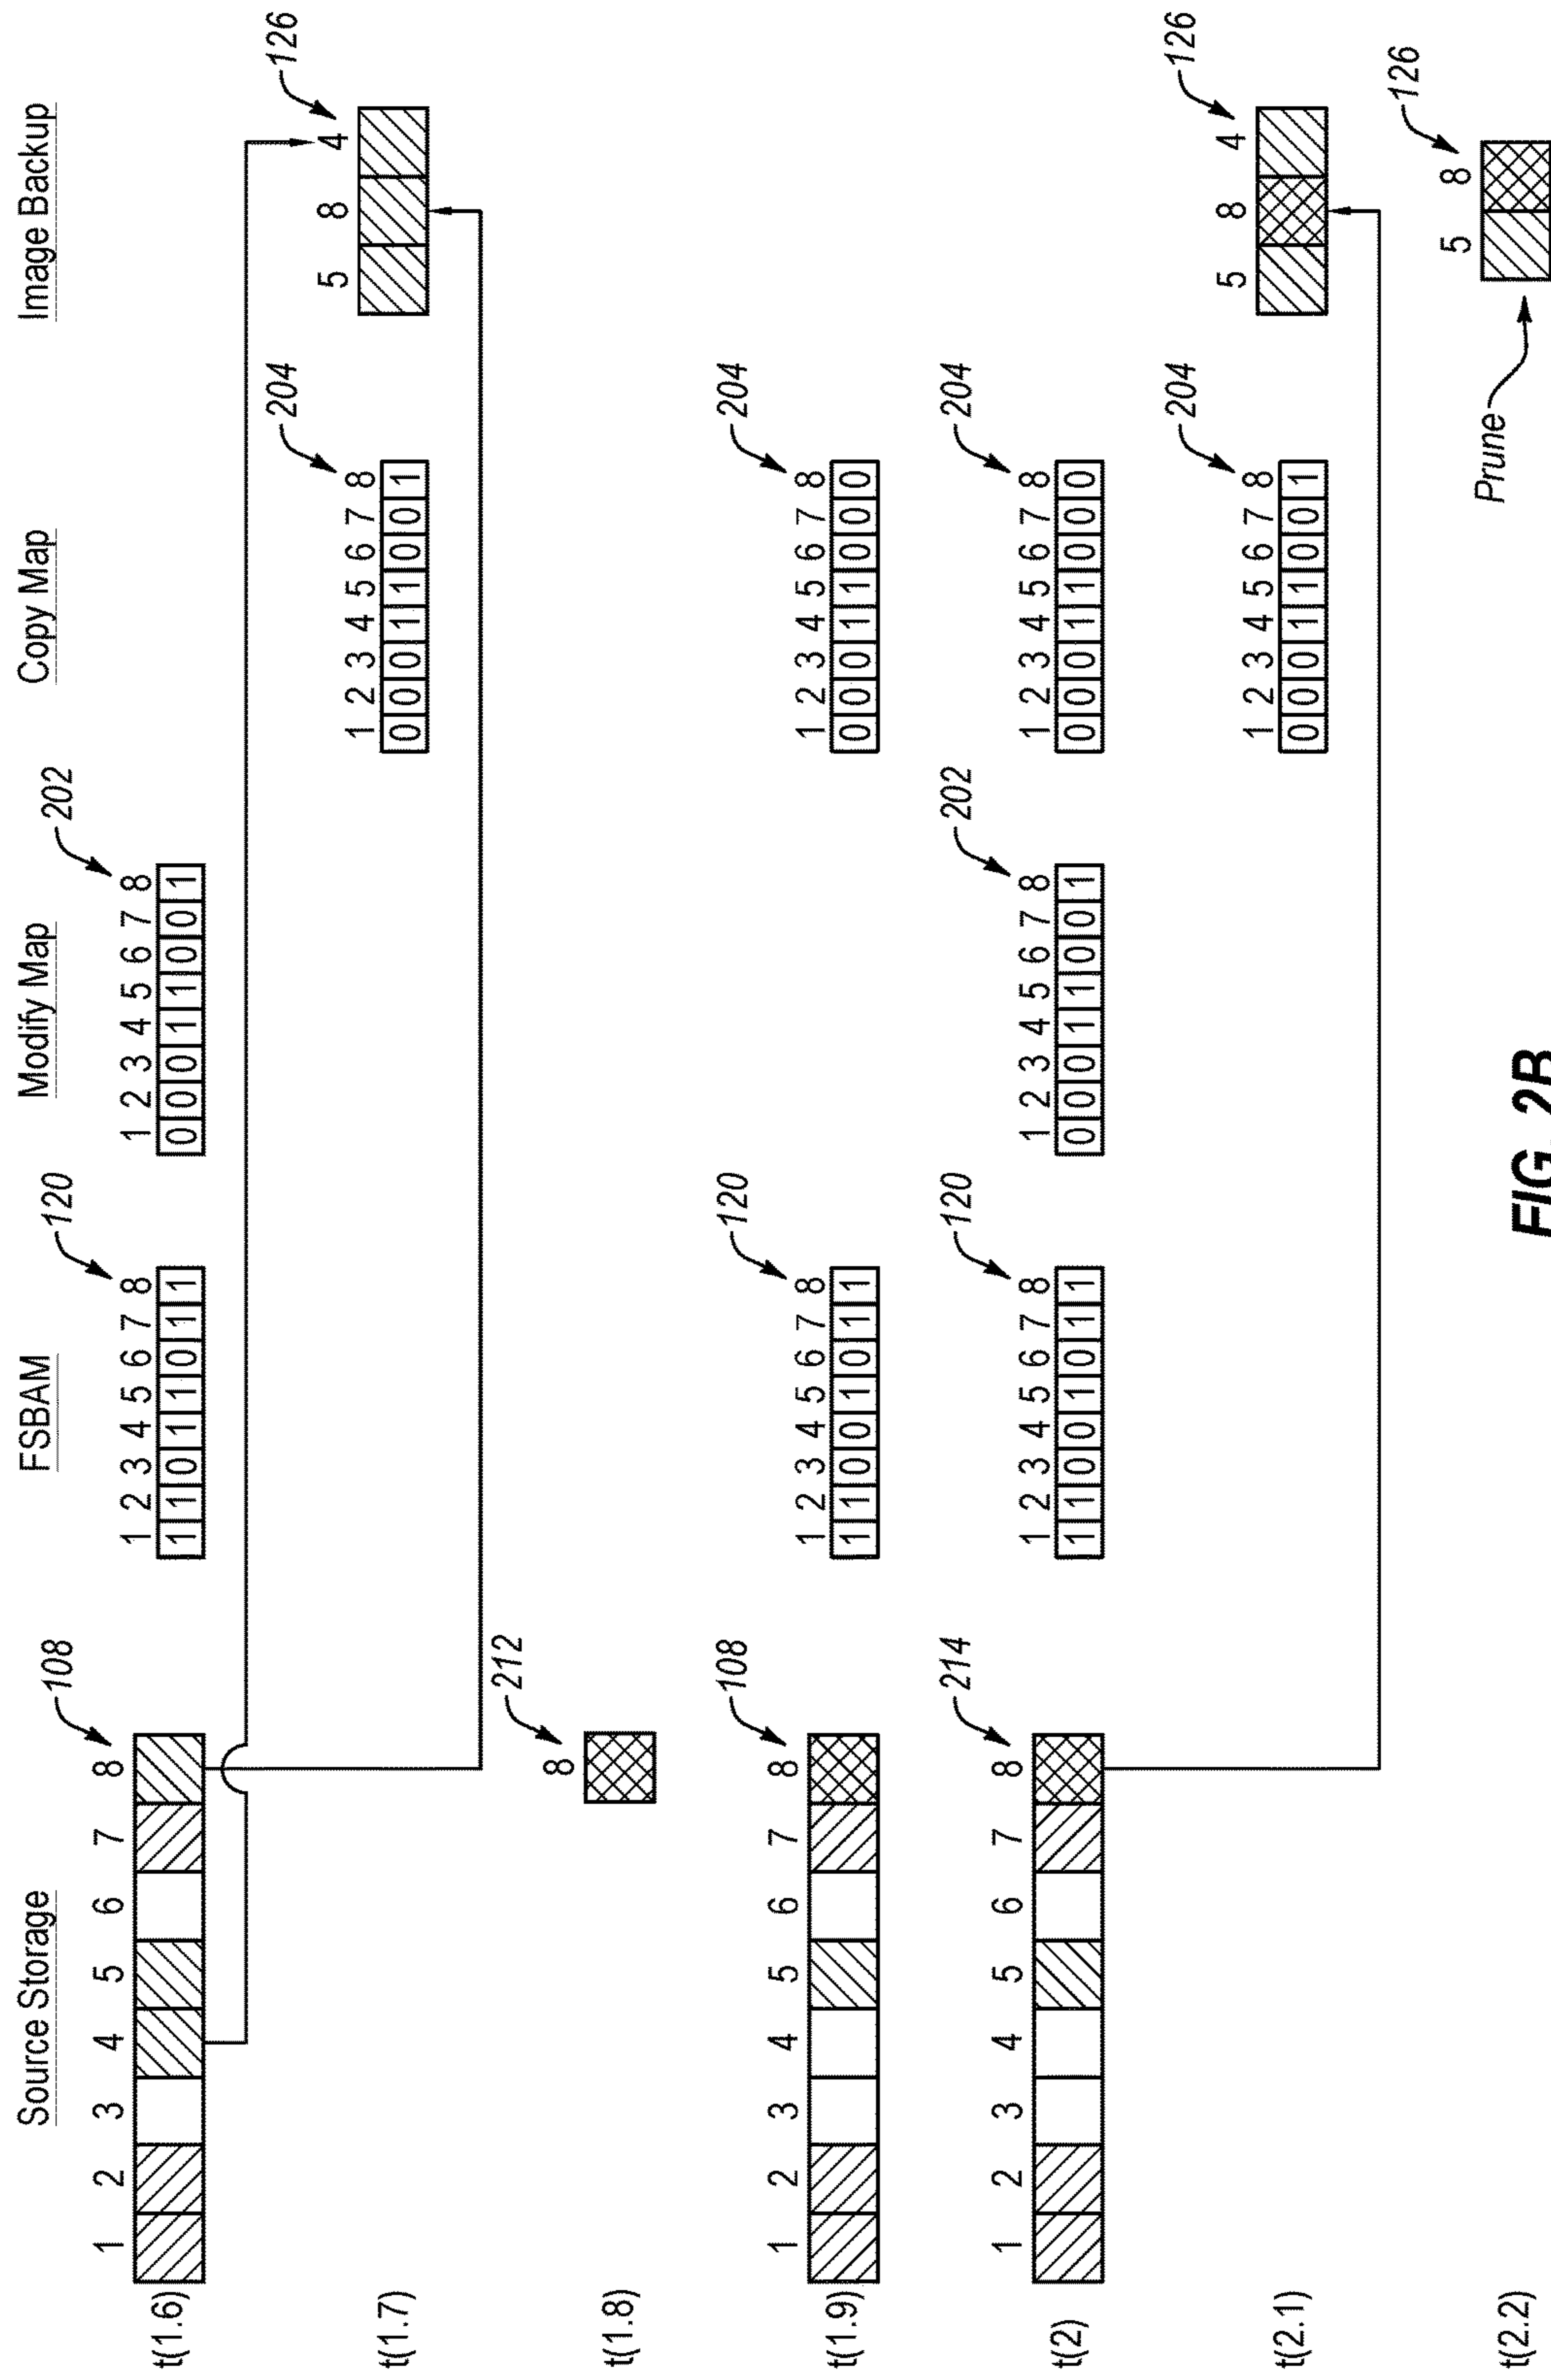 Source Storage
FSBAM
Modify Map
Copy Map
Image Backup
t(1.6)
1 2 3 4 5 6 7 8
108
1 2 3 4 5 6 7 8
1 1 0 1 1 0 1 1
120
1 2 3 4 5 6 7 8
0 0 0 1 1 0 0 1
202
t(1.7)
1 2 3 4 5 6 7 8
0 0 0 1 1 0 0 1
204
5 8 4
126
t(1.8)
8
212
t(1.9)
1 2 3 4 5 6 7 8
108
1 2 3 4 5 6 7 8
1 1 0 0 1 0 1 1
120
1 2 3 4 5 6 7 8
0 0 0 1 1 0 0 0
204
t(2)
1 2 3 4 5 6 7 8
214
1 2 3 4 5 6 7 8
1 1 0 0 1 0 1 1
120
1 2 3 4 5 6 7 8
0 0 0 1 1 0 0 1
202
1 2 3 4 5 6 7 8
0 0 0 1 1 0 0 0
204
t(2.1)
1 2 3 4 5 6 7 8
0 0 0 1 1 0 0 1
204
5 8 4
126
t(2.2)
Prune
5 8
126
FIG. 2B